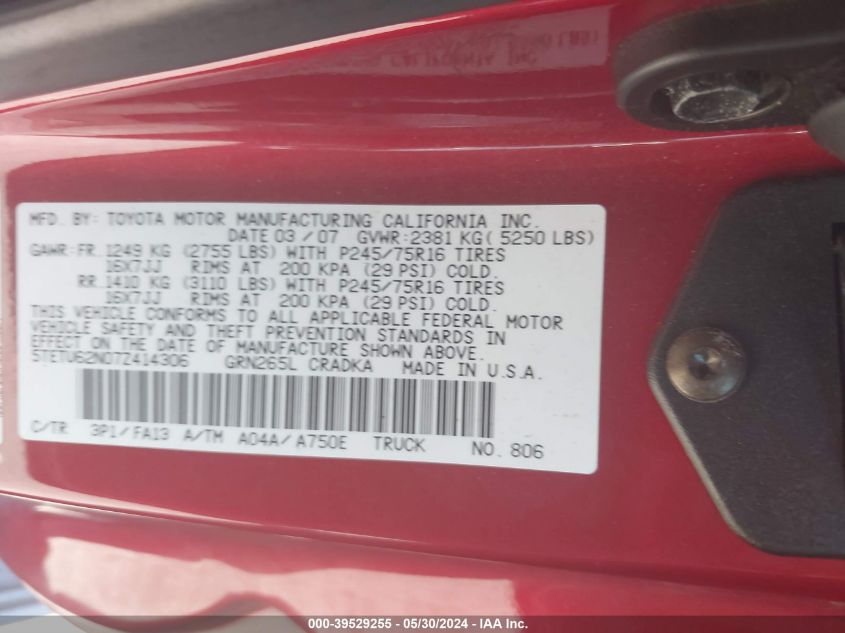 MFD. BY: TOYOTA MOTOR MANUFACTURING CALIFORNIA INC.
DATE 03 / 07 GVWR: 2381 KG( 5250 LBS)
GAWR: FR. 1249 KG (2755 LBS) WITH P245/75R16 TIRES
16X7JJ RIMS AT 200 KPA (29 PSI) COLD.
RR. 1410 KG (3110 LBS) WITH P245/75R16 TIRES
16X7JJ RIMS AT 200 KPA (29 PSI) COLD.
THIS VEHICLE CONFORMS TO ALL APPLICABLE FEDERAL MOTOR
VEHICLE SAFETY AND THEFT PREVENTION STANDARDS IN
EFFECT ON THE DATE OF MANUFACTURE SHOWN ABOVE.
5TETU62N07Z414306 GRN265L CRADKA MADE IN U.S.A.
C/TR 3P1/FA13 A/TM A04A/A750E TRUCK NO. 806
000-39529255 - 05/30/2024 - IAA Inc.